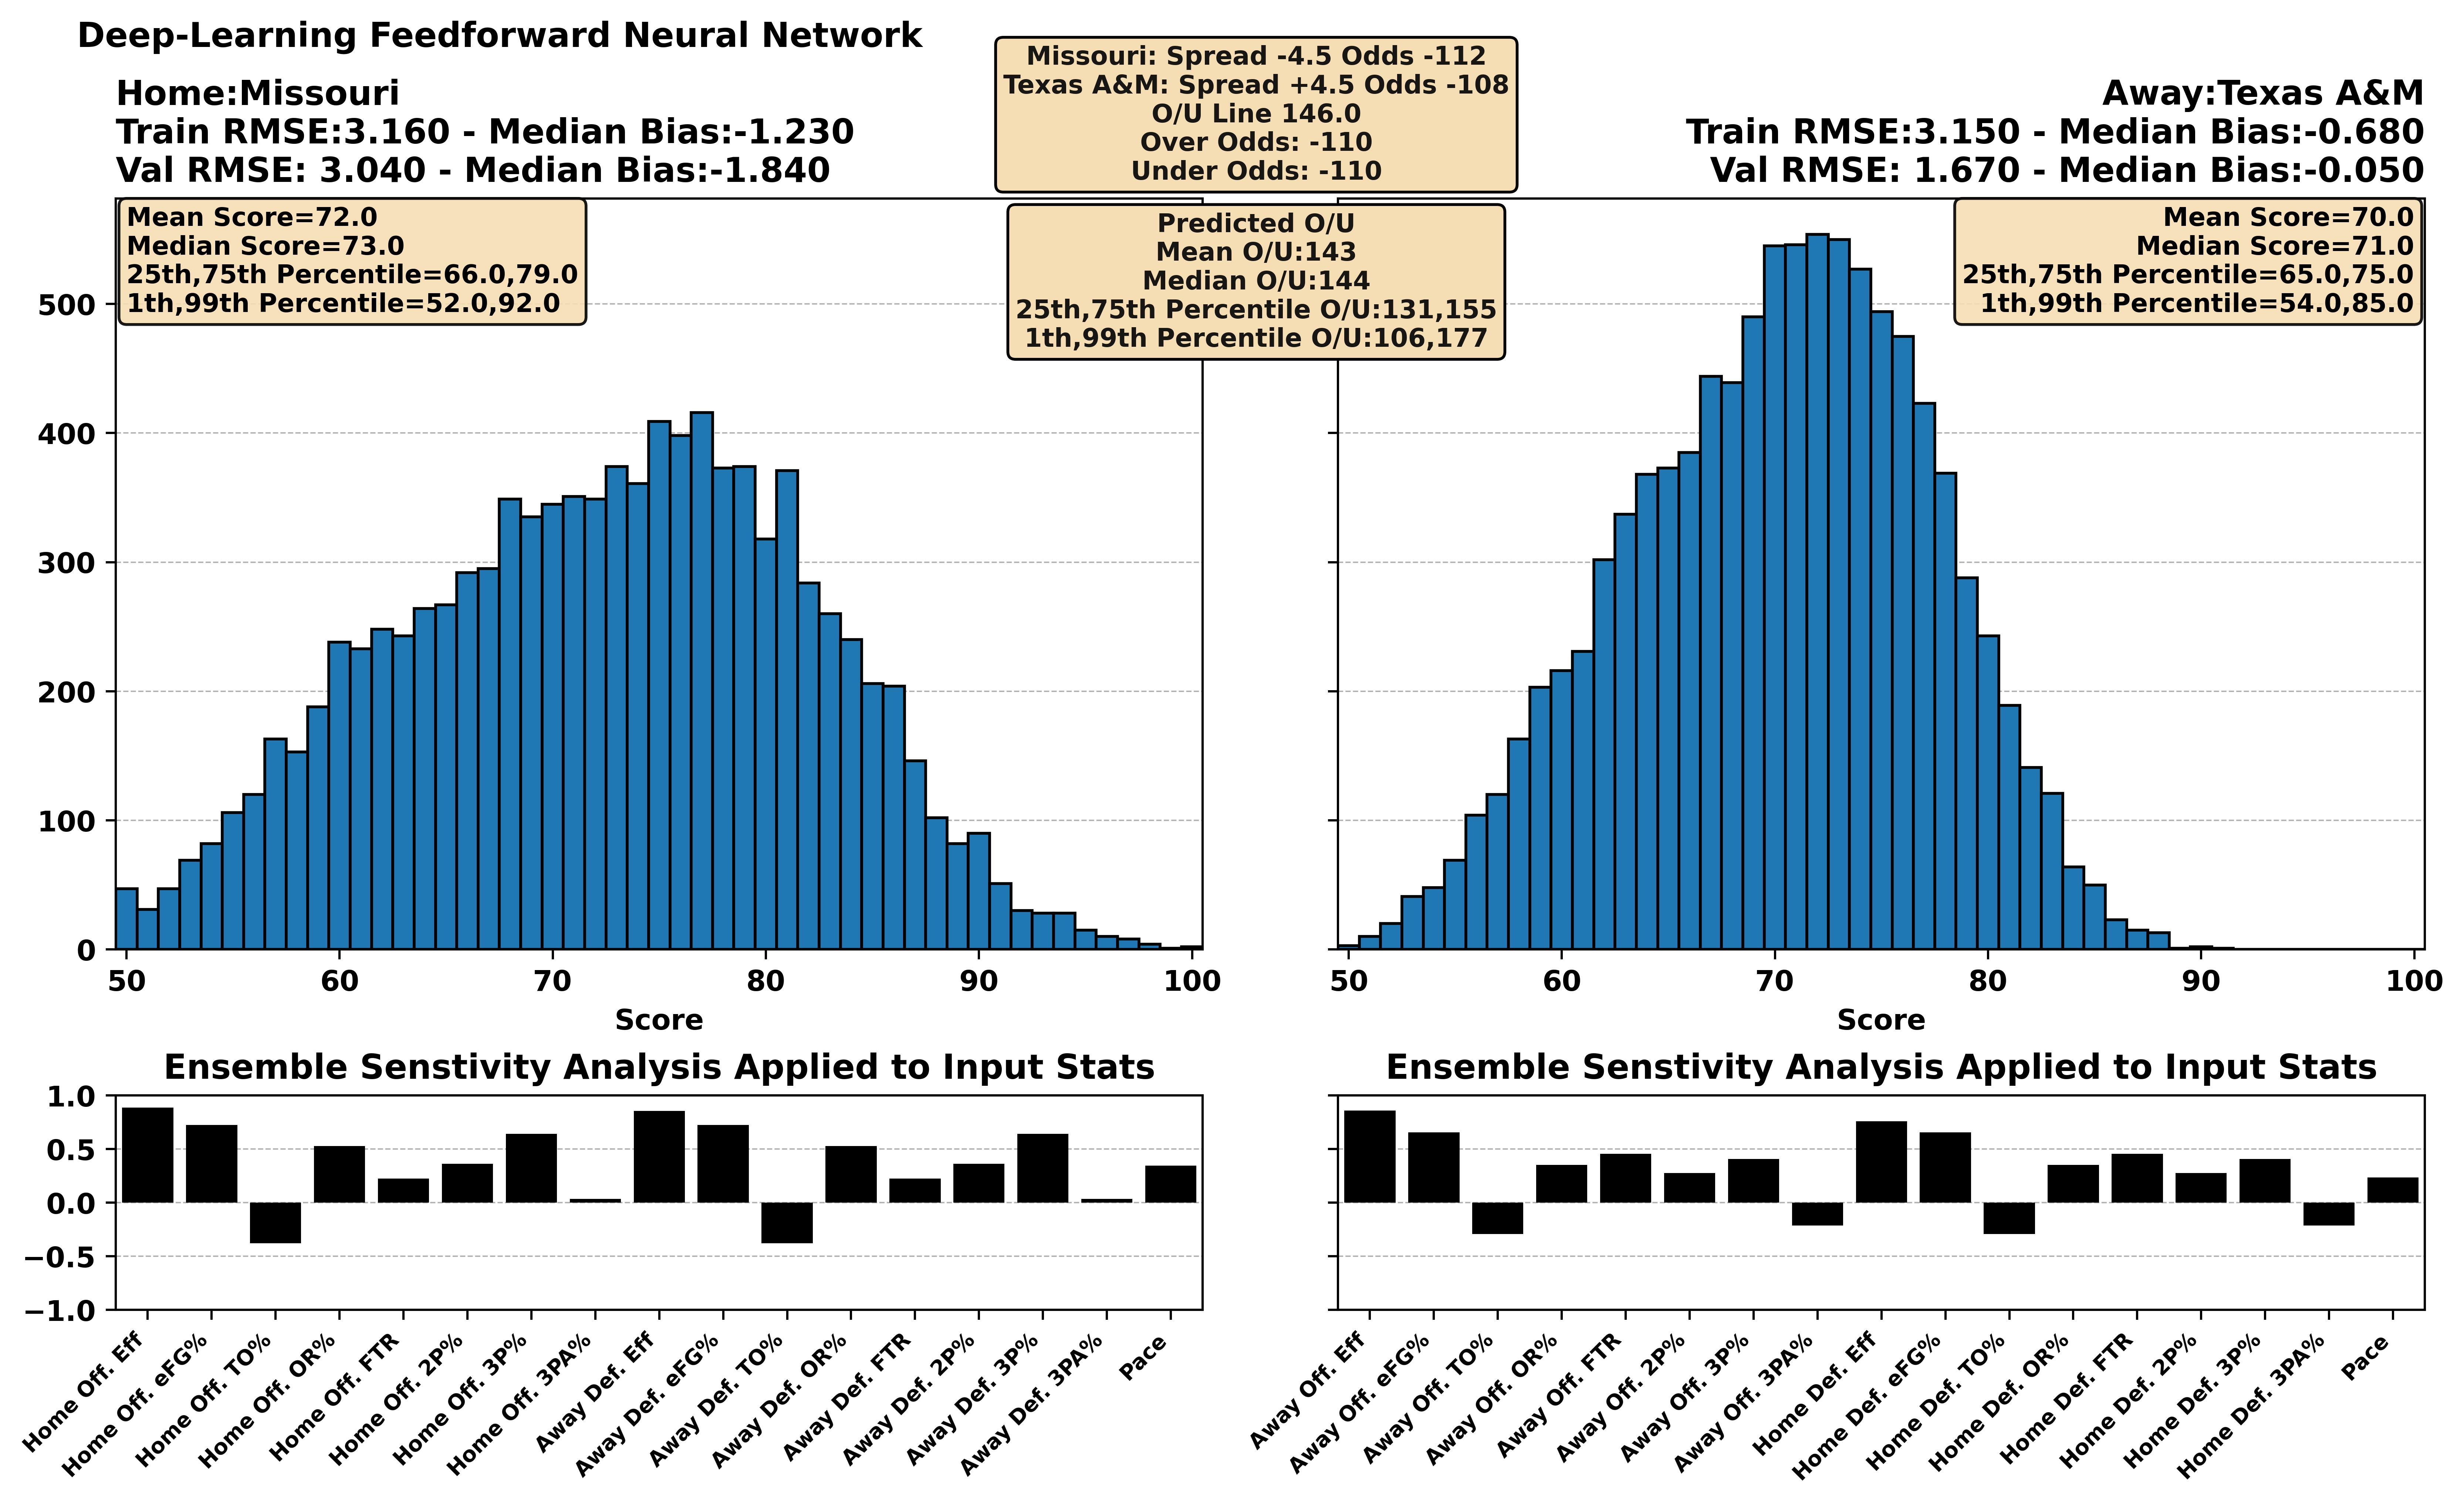 Deep-Learning Feedforward Neural Network
Home:Missouri
Train RMSE:3.160 - Median Bias:-1.230
Val RMSE: 3.040 - Median Bias:-1.840
Missouri: Spread -4.5 Odds -112
Texas A&M: Spread +4.5 Odds -108
O/U Line 146.0
Over Odds: -110
Under Odds: -110
Away:Texas A&M
Train RMSE:3.150 - Median Bias:-0.680
Val RMSE: 1.670 - Median Bias:-0.050
Mean Score=72.0
Median Score=73.0
25th,75th Percentile=66.0,79.0
1th,99th Percentile=52.0,92.0
Predicted O/U
Mean O/U:143
Median O/U:144
25th,75th Percentile O/U:131,155
1th,99th Percentile O/U:106,177
Mean Score=70.0
Median Score=71.0
25th,75th Percentile=65.0,75.0
1th,99th Percentile=54.0,85.0
500
400
300
200
100
0
50 60 70 80 90 100
Score
50 60 70 80 90 100
Score
Ensemble Senstivity Analysis Applied to Input Stats
1.0
0.5
0.0
−0.5
−1.0
Home Off. Eff
Home Off. eFG%
Home Off. TO%
Home Off. OR%
Home Off. FTR
Home Off. 2P%
Home Off. 3P%
Home Off. 3PA%
Away Def. Eff
Away Def. eFG%
Away Def. TO%
Away Def. OR%
Away Def. FTR
Away Def. 2P%
Away Def. 3P%
Away Def. 3PA%
Pace
Ensemble Senstivity Analysis Applied to Input Stats
Away Off. Eff
Away Off. eFG%
Away Off. TO%
Away Off. OR%
Away Off. FTR
Away Off. 2P%
Away Off. 3P%
Away Off. 3PA%
Home Def. Eff
Home Def. eFG%
Home Def. TO%
Home Def. OR%
Home Def. FTR
Home Def. 2P%
Home Def. 3P%
Home Def. 3PA%
Pace